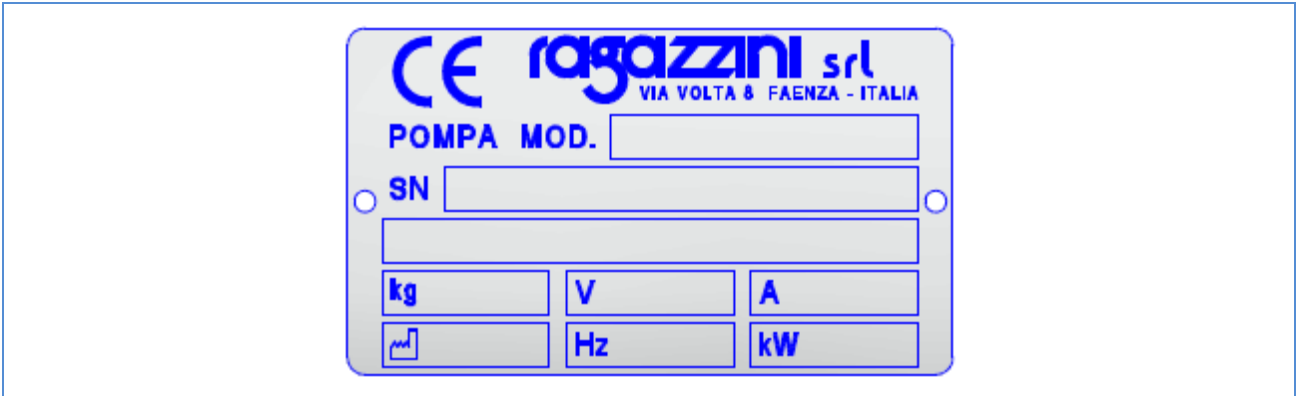 CE ragazzini srl
VIA VOLTA 8 FAENZA - ITALIA
POMPA MOD.
SN
kg V A
Hz kW